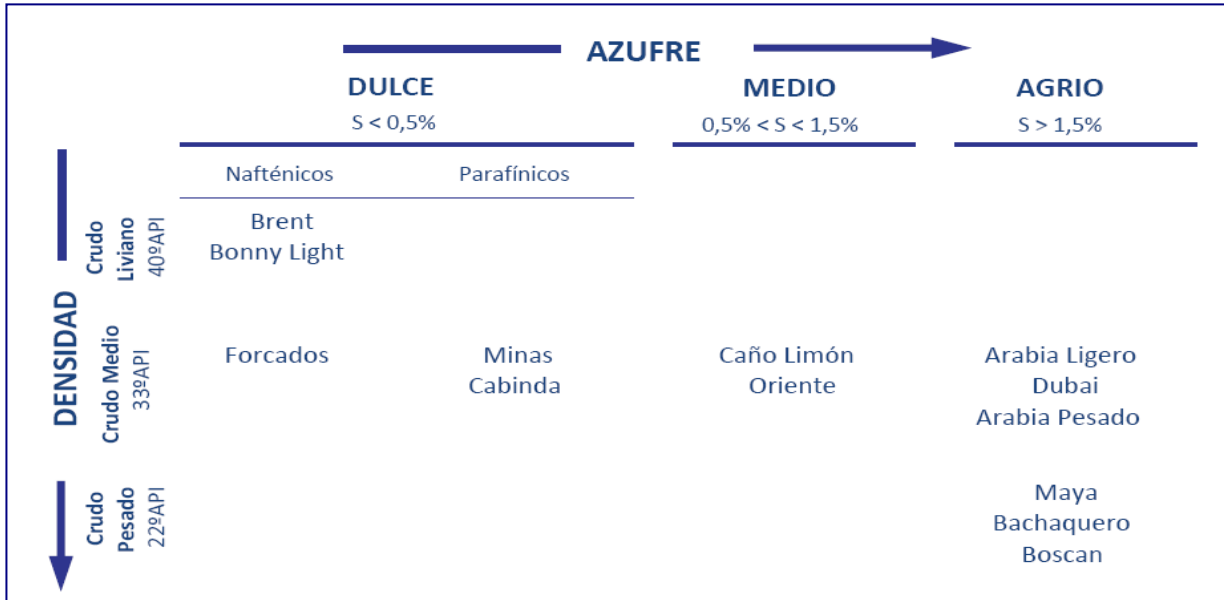 AZUFRE
DULCE
S < 0,5%
MEDIO
0,5% < S < 1,5%
AGRIO
S > 1,5%
Nafténicos
Parafínicos
DENSIDAD
Crudo
Liviano
40ºAPI
Brent
Bonny Light
Crudo Medio
33ºAPI
Forcados
Minas
Cabinda
Caño Limón
Oriente
Arabia Ligero
Dubai
Arabia Pesado
Crudo
Pesado
22ºAPI
Maya
Bachaquero
Boscan